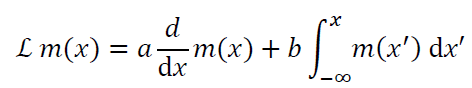 ℒ m(x) = a d/dx m(x) + b ∫_{-∞}^{x} m(x′) dx′